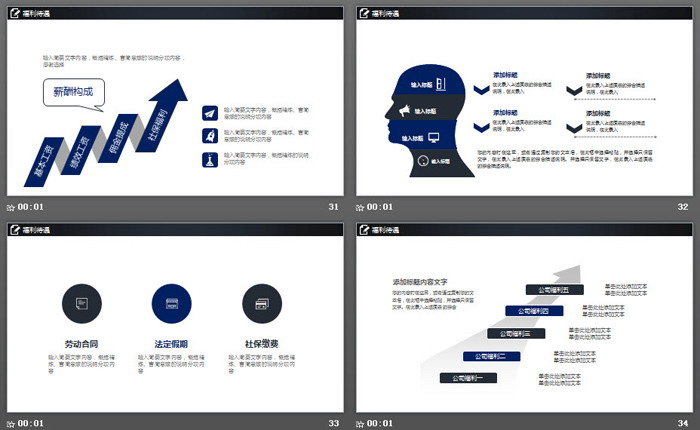 福利待遇
输入简要文字内容，概括精炼、言简意赅的说明分项内容，
薪酬构成
基本工资
绩效工资
佣金提成
社保福利
输入简要文字内容，概括精炼、言简
意赅的说明分项内容
输入简要文字内容，概括精炼、言简
意赅的说明分项内容
输入简要文字内容，概括精炼、言简
意赅的说明分项内容
00:01
31
福利待遇
输入标题
输入标题
输入标题
输入标题
添加标题
在此录入上述图表的综合描述
说明，在此录入
添加标题
在此录入上述图表的综合描述
说明，在此录入
添加标题
在此录入上述图表的综合描述
说明，在此录入
添加标题
在此录入上述图表的综合描述
说明，在此录入
您的内容打在这里，或者通过复制您的文本后，在此框中选择粘贴，并选择只保留
文字。在此录入上述图表的综合描述说明。并选择只保留文字，在此录入上述图表
的综合描述说明。
00:01
32
福利待遇
劳动合同
输入简要文字内容，概括精
炼、言简意赅的说明分项内
容
法定假期
输入简要文字内容，概括精
炼、言简意赅的说明分项内
容
社保缴费
输入简要文字内容，概括精
炼、言简意赅的说明分项内
容
00:01
33
福利待遇
添加标题内容文字
您的内容打在这里，或者通过复制您的文
本后，在此框中选择粘贴，并选择只保留
文字。在此录入上述图表的综合
公司福利五
单击此处添加文本
单击此处添加文本
公司福利四
单击此处添加文本
单击此处添加文本
公司福利三
单击此处添加文本
单击此处添加文本
公司福利二
单击此处添加文本
单击此处添加文本
公司福利一
单击此处添加文本
单击此处添加文本
00:01
34